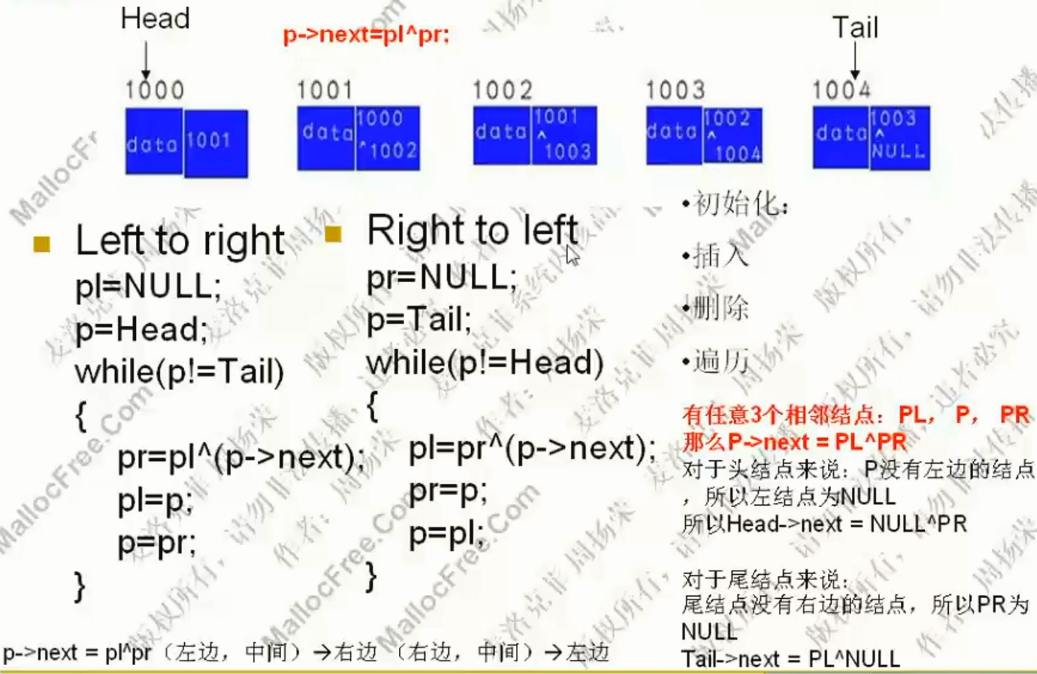 Head
p->next=pl^pr;
Tail
1000
1001
1002
1003
1004
data 1001
data 1000
^1002
data 1001
^
1003
data 1002
^
1004
data 1003
^
NULL
Left to right
pl=NULL;
p=Head;
while(p!=Tail)
{
pr=pl^(p->next);
pl=p;
p=pr;
}
Right to left
pr=NULL;
p=Tail;
while(p!=Head)
{
pl=pr^(p->next);
pr=p;
p=pl;
}
•初始化：
•插入
•删除
•遍历
有任意3个相邻结点：PL， P， PR
那么P->next = PL^PR
对于头结点来说：P没有左边的结点
，所以左结点为NULL
所以Head->next = NULL^PR
对于尾结点来说：
尾结点没有右边的结点，所以PR为
NULL
Tail->next = PL^NULL
p->next = pl^pr（左边，中间）→右边 （右边，中间）→左边
MallocFree.Com
麦洛克菲 周扬荣
版权所有，请勿非法传播，违者必究
作者：周扬荣